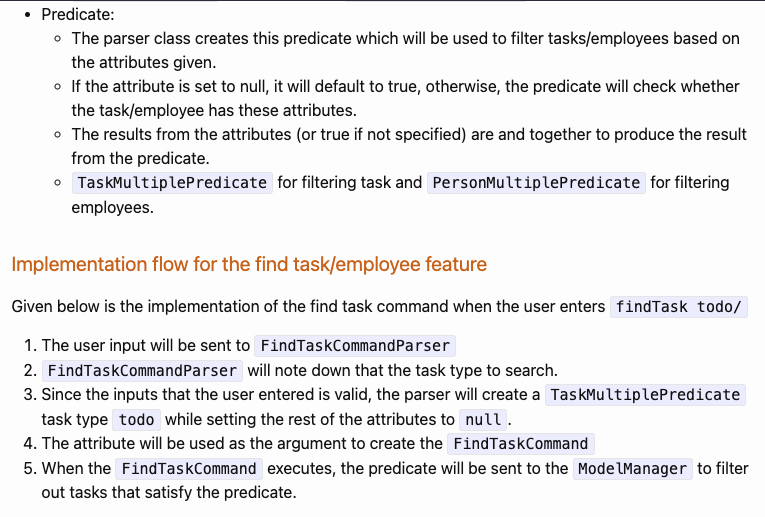 • Predicate:
◦ The parser class creates this predicate which will be used to filter tasks/employees based on
the attributes given.
◦ If the attribute is set to null, it will default to true, otherwise, the predicate will check whether
the task/employee has these attributes.
◦ The results from the attributes (or true if not specified) are and together to produce the result
from the predicate.
◦ TaskMultiplePredicate for filtering task and PersonMultiplePredicate for filtering
employees.
Implementation flow for the find task/employee feature
Given below is the implementation of the find task command when the user enters findTask todo/
1. The user input will be sent to FindTaskCommandParser
2. FindTaskCommandParser will note down that the task type to search.
3. Since the inputs that the user entered is valid, the parser will create a TaskMultiplePredicate
task type todo while setting the rest of the attributes to null.
4. The attribute will be used as the argument to create the FindTaskCommand
5. When the FindTaskCommand executes, the predicate will be sent to the ModelManager to filter
out tasks that satisfy the predicate.